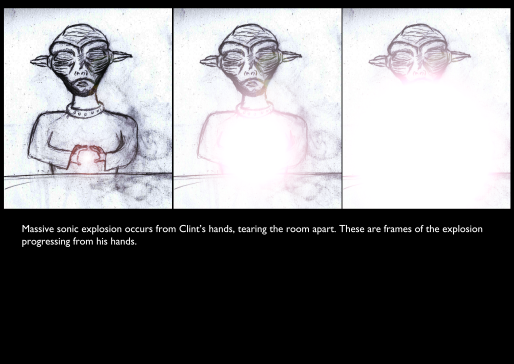 Massive sonic explosion occurs from Clint's hands, tearing the room apart. These are frames of the explosion
progressing from his hands.